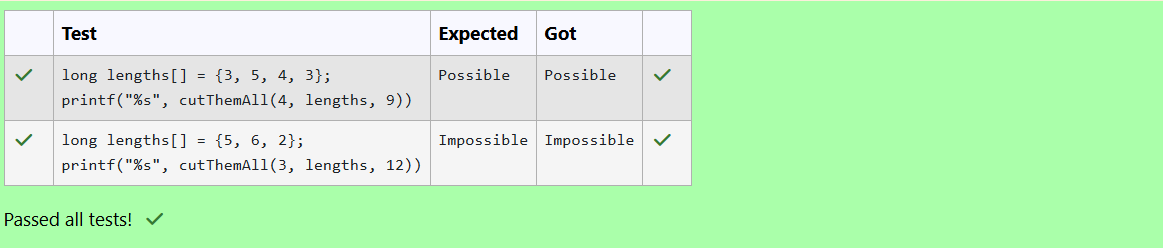 Test Expected Got
long lengths[] = {3, 5, 4, 3}; Possible Possible
printf("%s", cutThemAll(4, lengths, 9))
long lengths[] = {5, 6, 2}; Impossible Impossible
printf("%s", cutThemAll(3, lengths, 12))
Passed all tests!